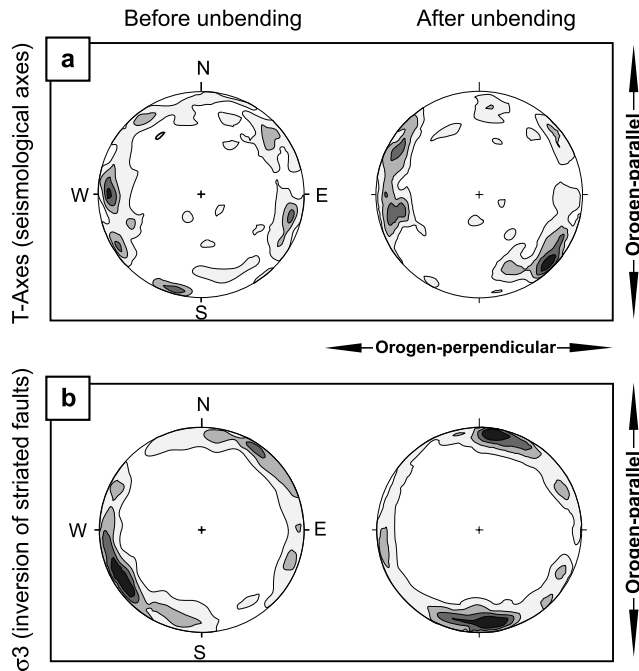 Before unbending
After unbending
a
T-Axes (seismological axes)
N
W
E
S
Orogen-parallel
Orogen-perpendicular
b
σ3 (inversion of striated faults)
N
W
E
S
Orogen-parallel